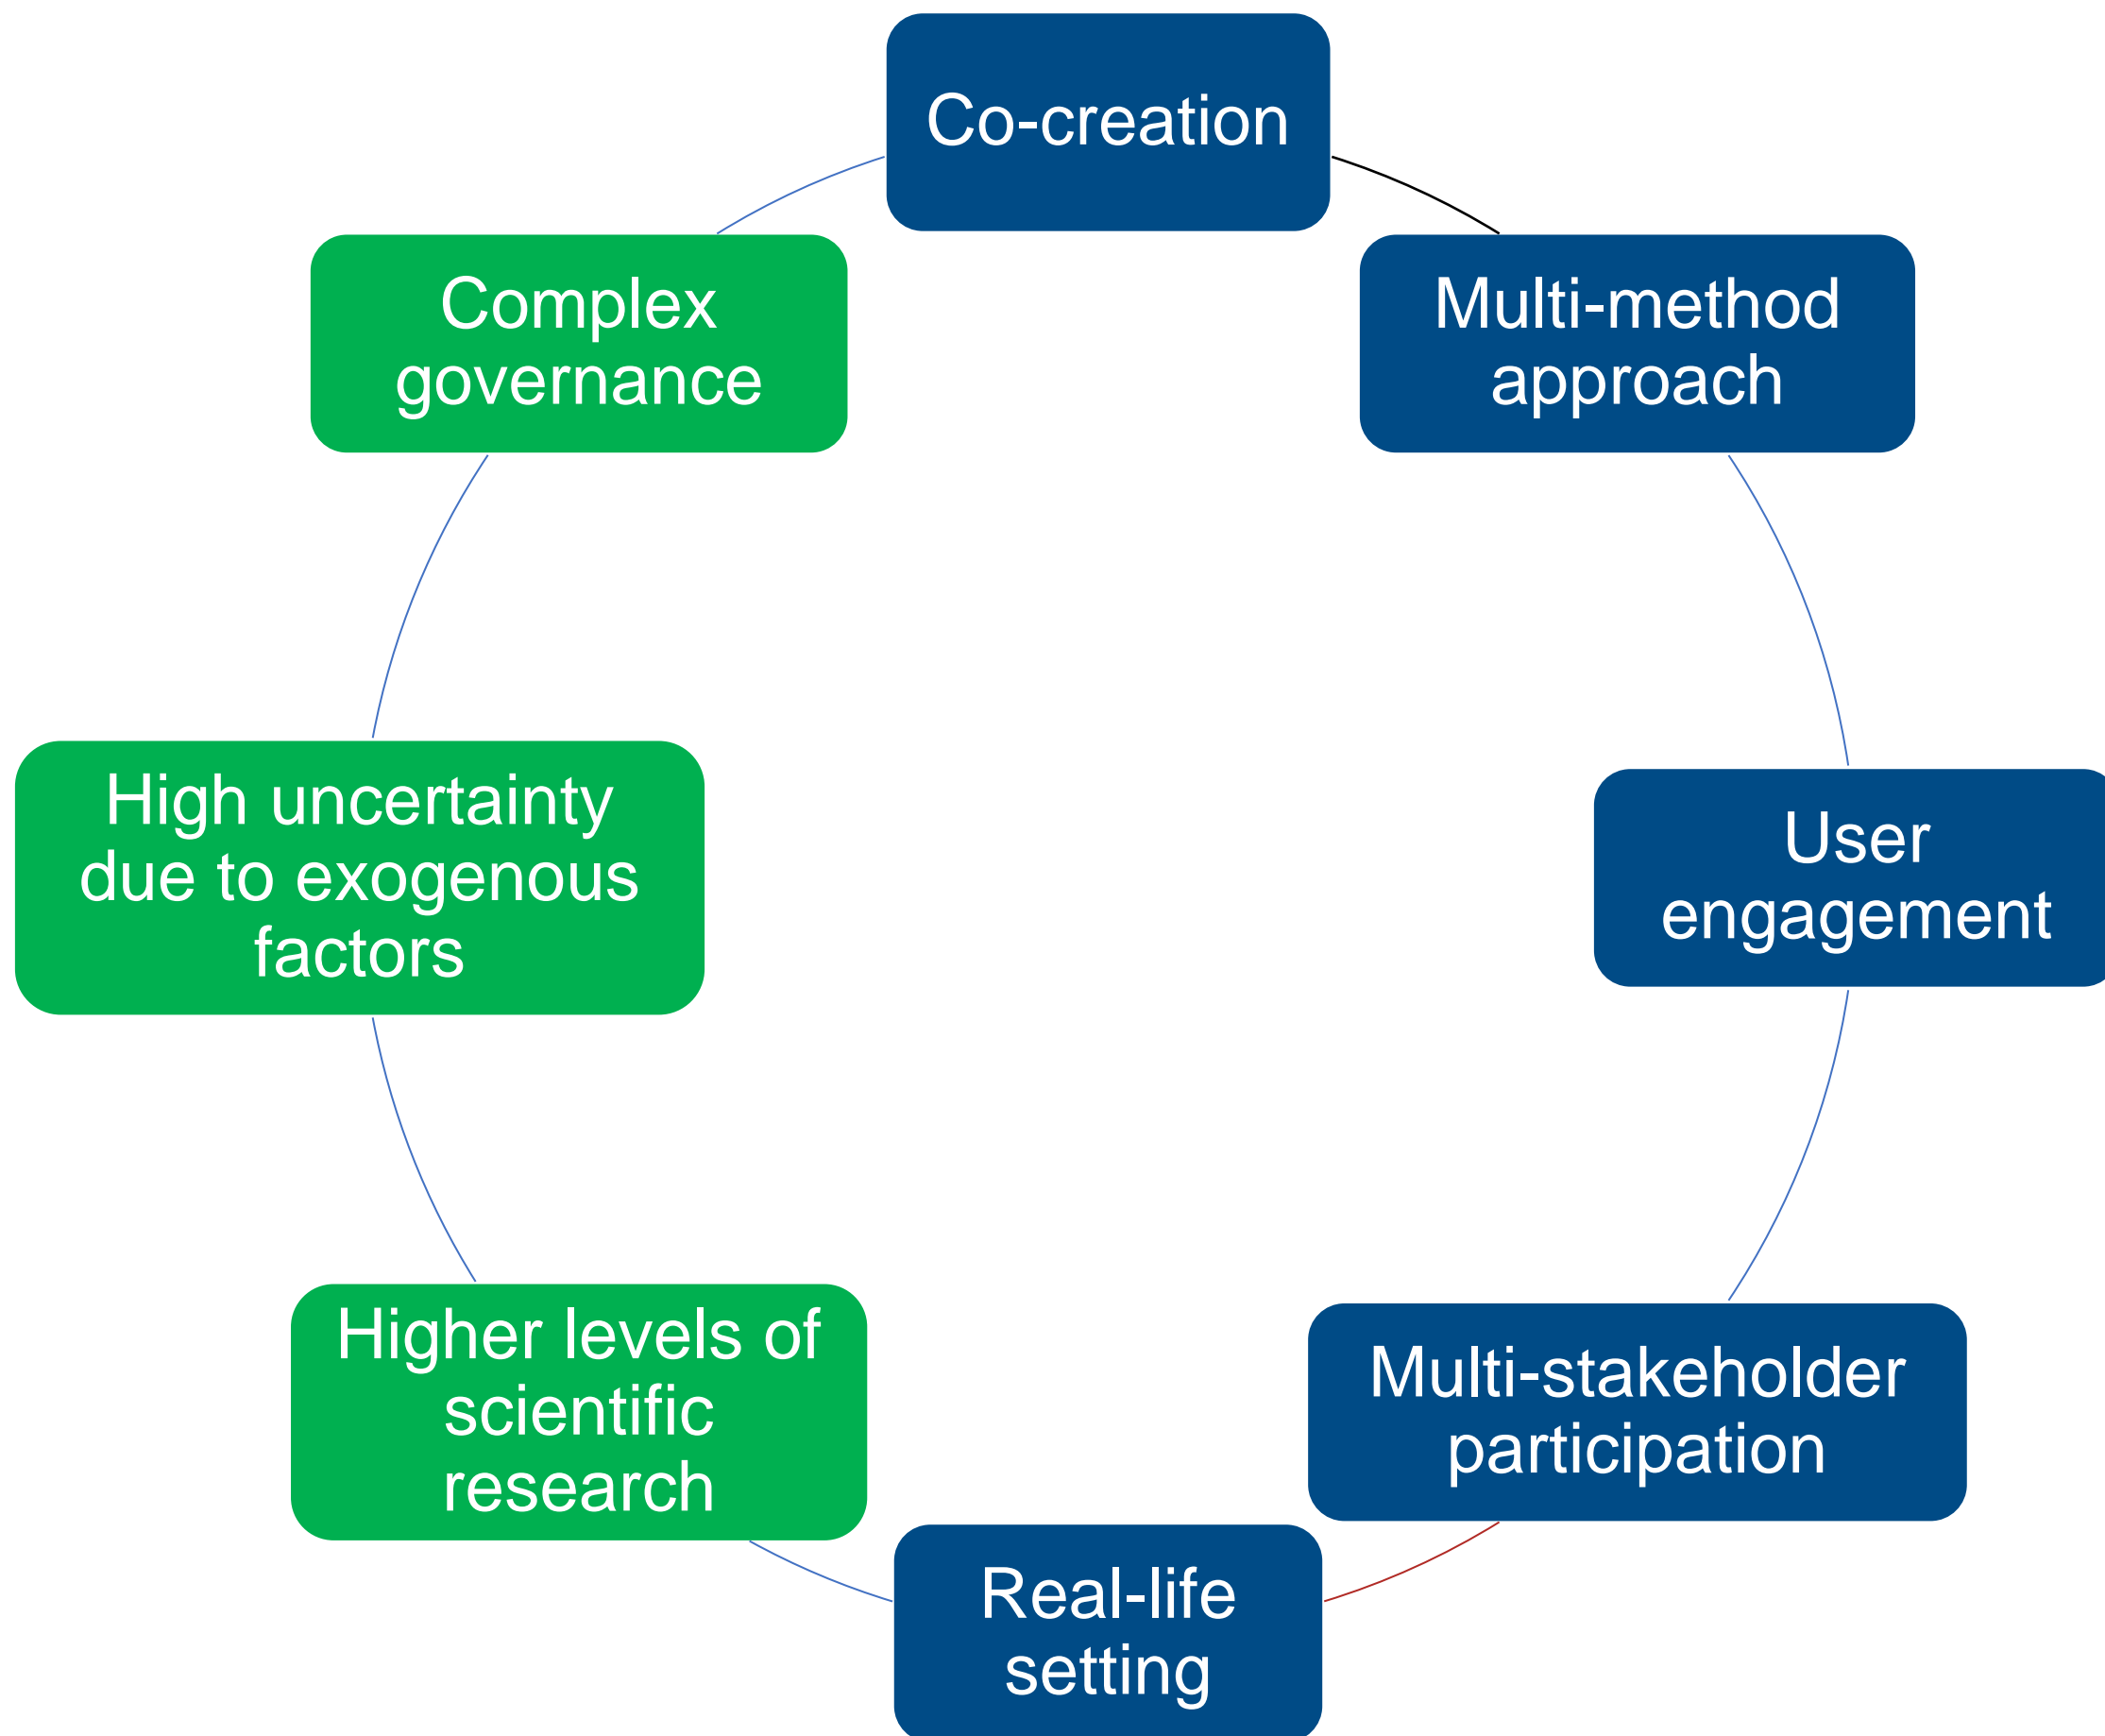 Co-creation
Multi-method
approach
User
engagement
Multi-stakeholder
participation
Real-life
setting
Higher levels of
scientific
research
High uncertainty
due to exogenous
factors
Complex
governance